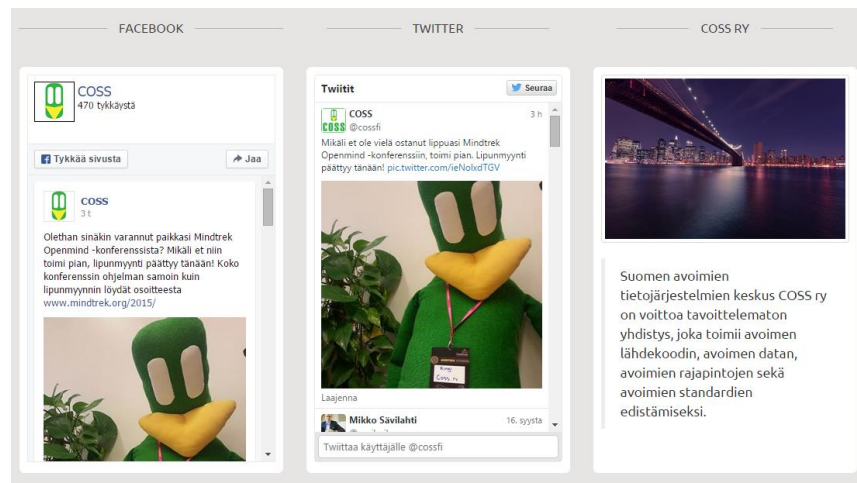 FACEBOOK
COSS
470 tykkäystä
Tykkää sivusta
Jaa
COSS
3 t
Olethan sinäkin varannut paikkasi Mindtrek
Openmind -konferenssista? Mikäli et niin
toimi pian, lipunmyynti päättyy tänään! Koko
konferenssin ohjelman samoin kuin
lipunmyynnin löydät osoitteesta
www.mindtrek.org/2015/
TWITTER
Twiitit
Seuraa
COSS
3 h
COSS @cossfi
Mikäli et ole vielä ostanut lippuasi Mindtrek
Openmind -konferenssiin, toimi pian. Lipunmyynti
päättyy tänään! pic.twitter.com/ieNolxdTGV
Coss ry
Laajenna
Mikko Sävilahti
16. syysta
Twiittaa käyttäjälle @cossfi
COSS RY
Suomen avoimien
tietojärjestelmien keskus COSS ry
on voittoa tavoittelematon
yhdistys, joka toimii avoimen
lähdekoodin, avoimen datan,
avoimien rajapintojen sekä
avoimien standardien
edistämiseksi.